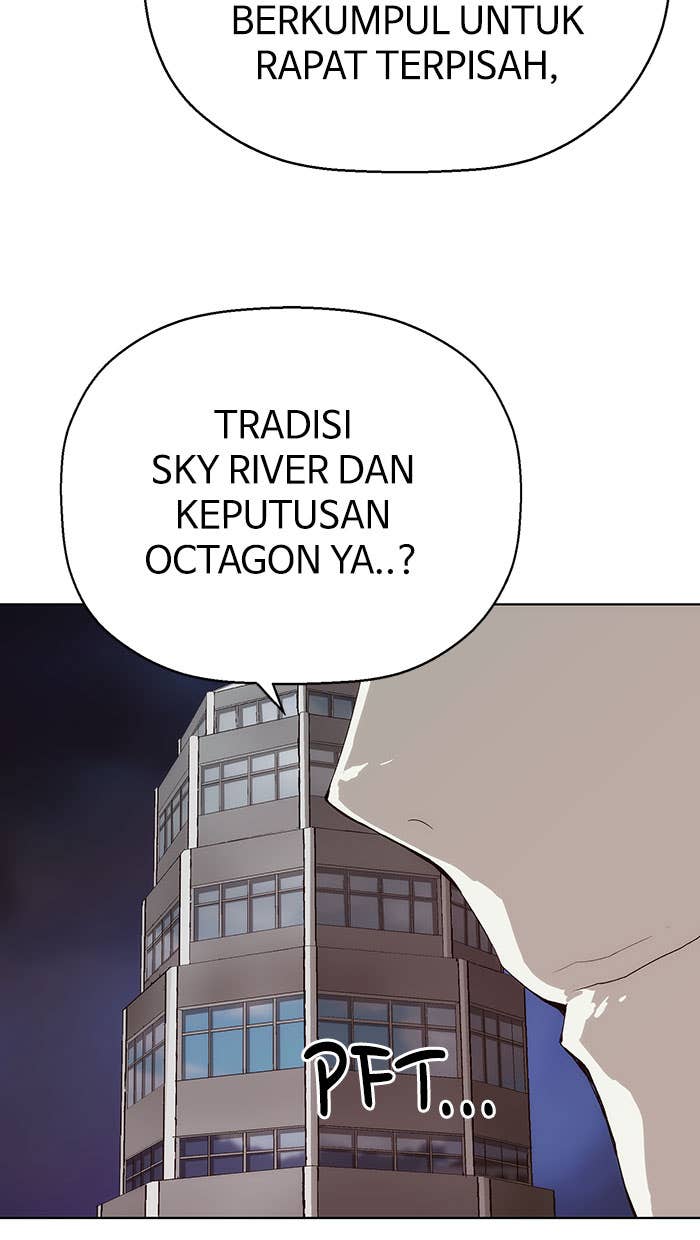 BERKUMPUL UNTUK
RAPAT TERPISAH,
TRADISI
SKY RIVER DAN
KEPUTUSAN
OCTAGON YA..?
PFT...